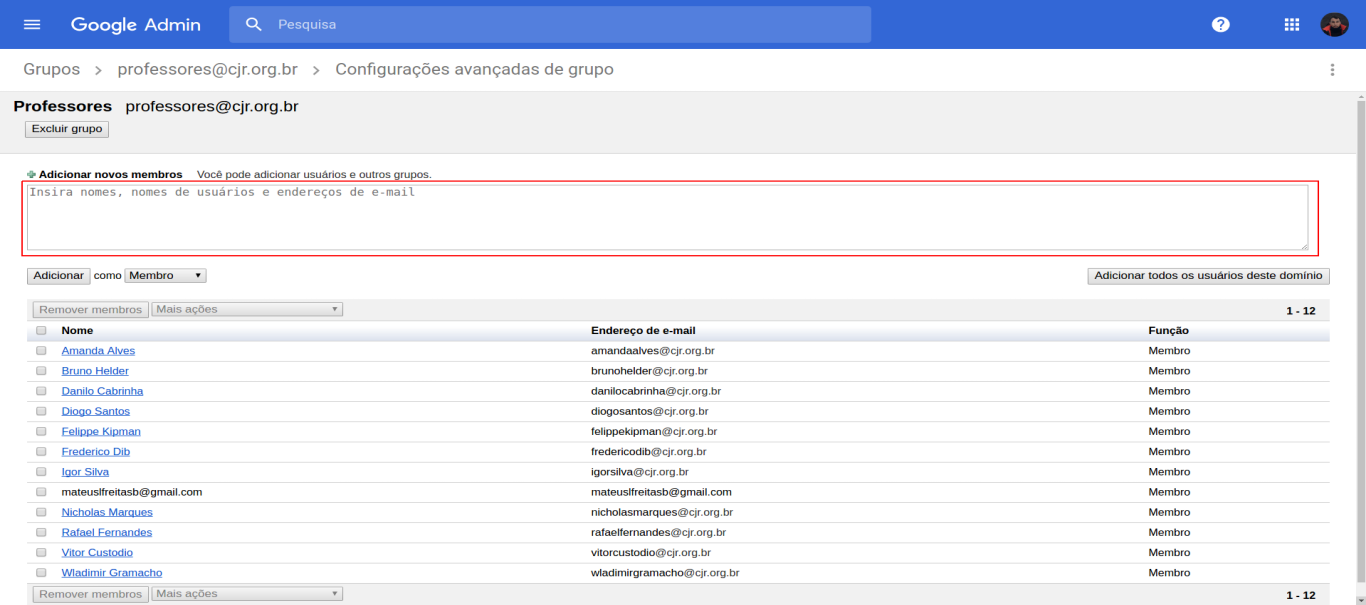 Google Admin Pesquisa
Grupos > professores@cjr.org.br > Configurações avançadas de grupo
Professores professores@cjr.org.br
Excluir grupo
Adicionar novos membros Você pode adicionar usuários e outros grupos.
Insira nomes, nomes de usuários e endereços de e-mail
Adicionar como Membro Adicionar todos os usuários deste domínio
Remover membros Mais ações 1 - 12
Nome Endereço de e-mail Função
Amanda Alves amandaalves@cjr.org.br Membro
Bruno Helder brunohelder@cjr.org.br Membro
Danilo Cabrinha danilocabrinha@cjr.org.br Membro
Diogo Santos diogosantos@cjr.org.br Membro
Felippe Kipman felippekipman@cjr.org.br Membro
Frederico Dib fredericodib@cjr.org.br Membro
Igor Silva igorsilva@cjr.org.br Membro
mateuslfreitasb@gmail.com mateuslfreitasb@gmail.com Membro
Nicholas Marques nicholasmarques@cjr.org.br Membro
Rafael Fernandes rafaelfernandes@cjr.org.br Membro
Vitor Custodio vitorcustodio@cjr.org.br Membro
Wladimir Gramacho wladimirgramacho@cjr.org.br Membro
Remover membros Mais ações 1 - 12